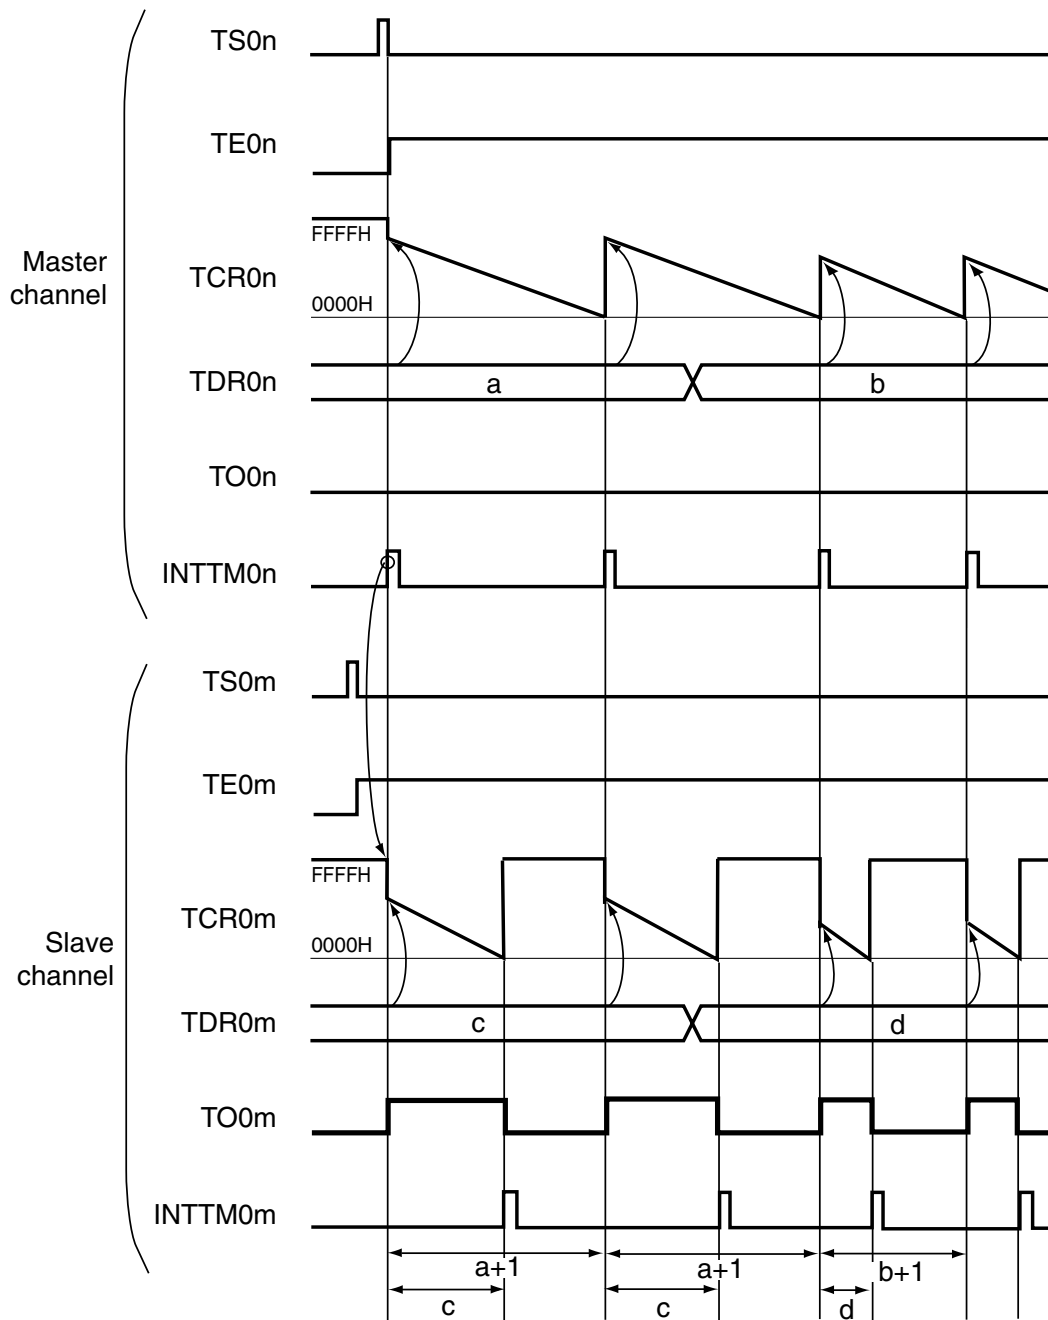 TS0n
TE0n
FFFFH
Master
channel
TCR0n
0000H
TDR0n
a
b
TO0n
INTTM0n
TS0m
TE0m
FFFFH
TCR0m
0000H
Slave
channel
TDR0m
c
d
TO0m
INTTM0m
a+1
a+1
b+1
c
c
d